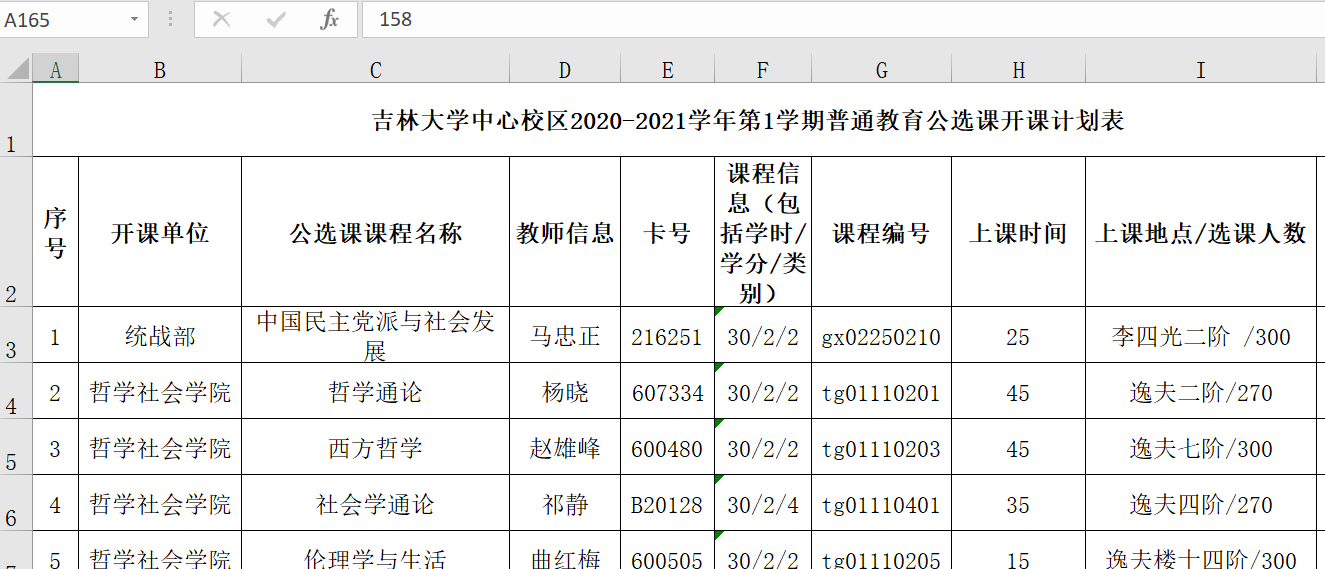 A165 fx 158
A B C D E F G H I
1 吉林大学中心校区2020-2021学年第1学期普通教育公选课开课计划表
2 序号 开课单位 公选课课程名称 教师信息 卡号 课程信息（包括学时/学分/类别） 课程编号 上课时间 上课地点/选课人数
3 1 统战部 中国民主党派与社会发展 马忠正 216251 30/2/2 gx02250210 25 李四光二阶 /300
4 2 哲学社会学院 哲学通论 杨晓 607334 30/2/2 tg01110201 45 逸夫二阶/270
5 3 哲学社会学院 西方哲学 赵雄峰 600480 30/2/2 tg01110203 45 逸夫七阶/300
6 4 哲学社会学院 社会学通论 祁静 B20128 30/2/4 tg01110401 35 逸夫四阶/270
5 哲学社会学院 伦理学与生活 曲红梅 600505 30/2/2 tg01110205 15 逸夫楼十四阶/300